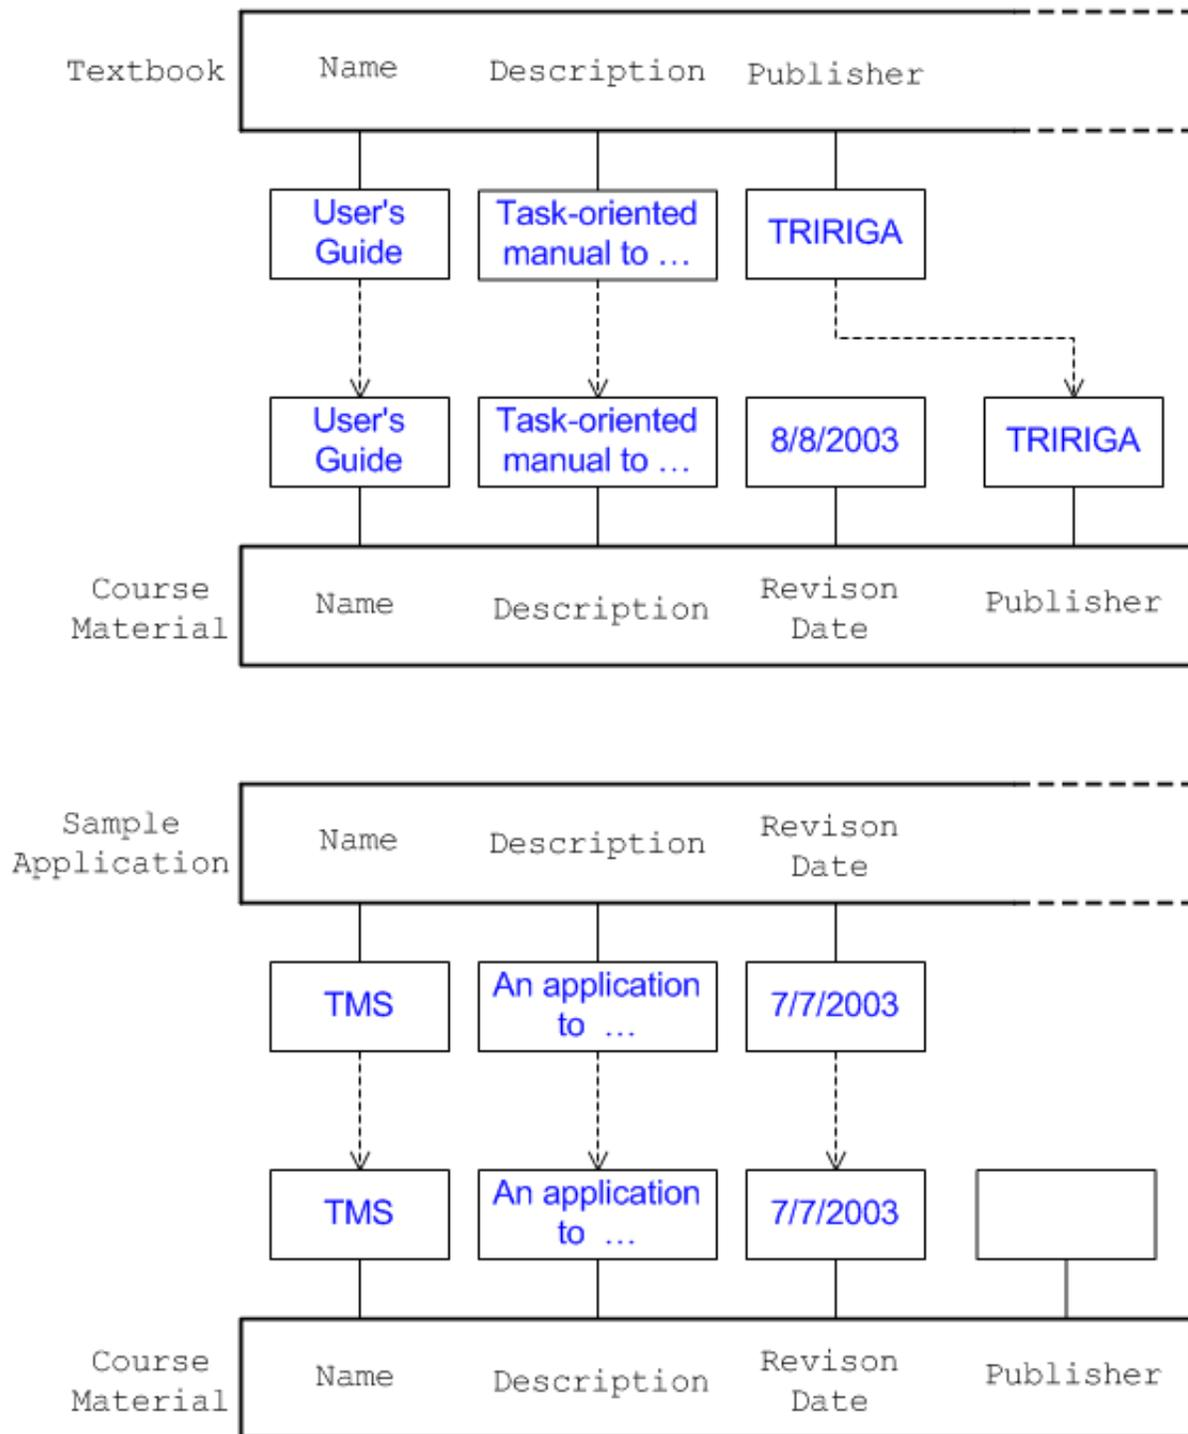 Textbook
Name
Description
Publisher
User's
Guide
Task-oriented
manual to ...
TRIRIGA
User's
Guide
Task-oriented
manual to ...
8/8/2003
TRIRIGA
Course
Material
Name
Description
Revison
Date
Publisher
Sample
Application
Name
Description
Revison
Date
TMS
An application
to ...
7/7/2003
TMS
An application
to ...
7/7/2003
Course
Material
Name
Description
Revison
Date
Publisher